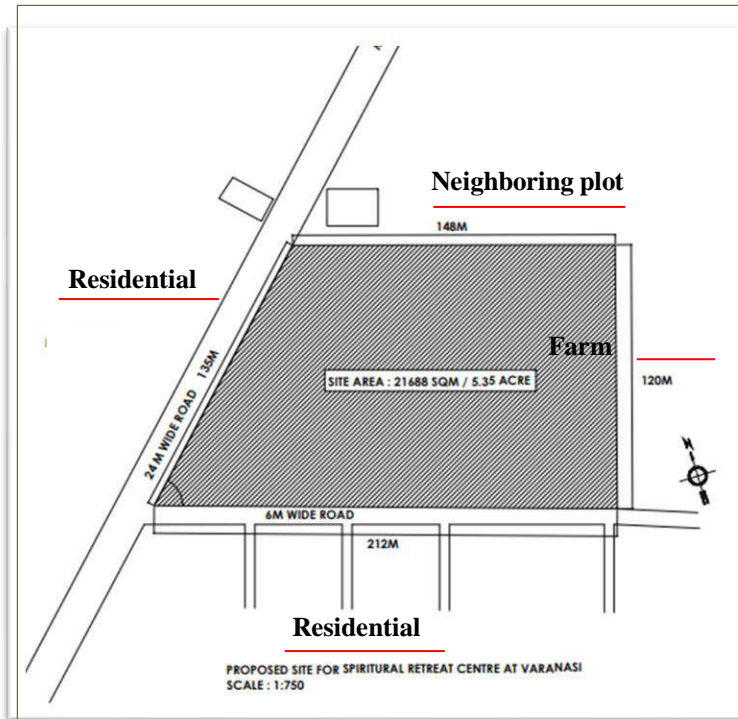 Neighboring plot
148M
Residential
135M
24 M WIDE ROAD
Farm
SITE AREA : 21688 SQM / 5.35 ACRE
120M
N
6M WIDE ROAD
212M
Residential
PROPOSED SITE FOR SPIRITURAL RETREAT CENTRE AT VARANASI
SCALE : 1:750